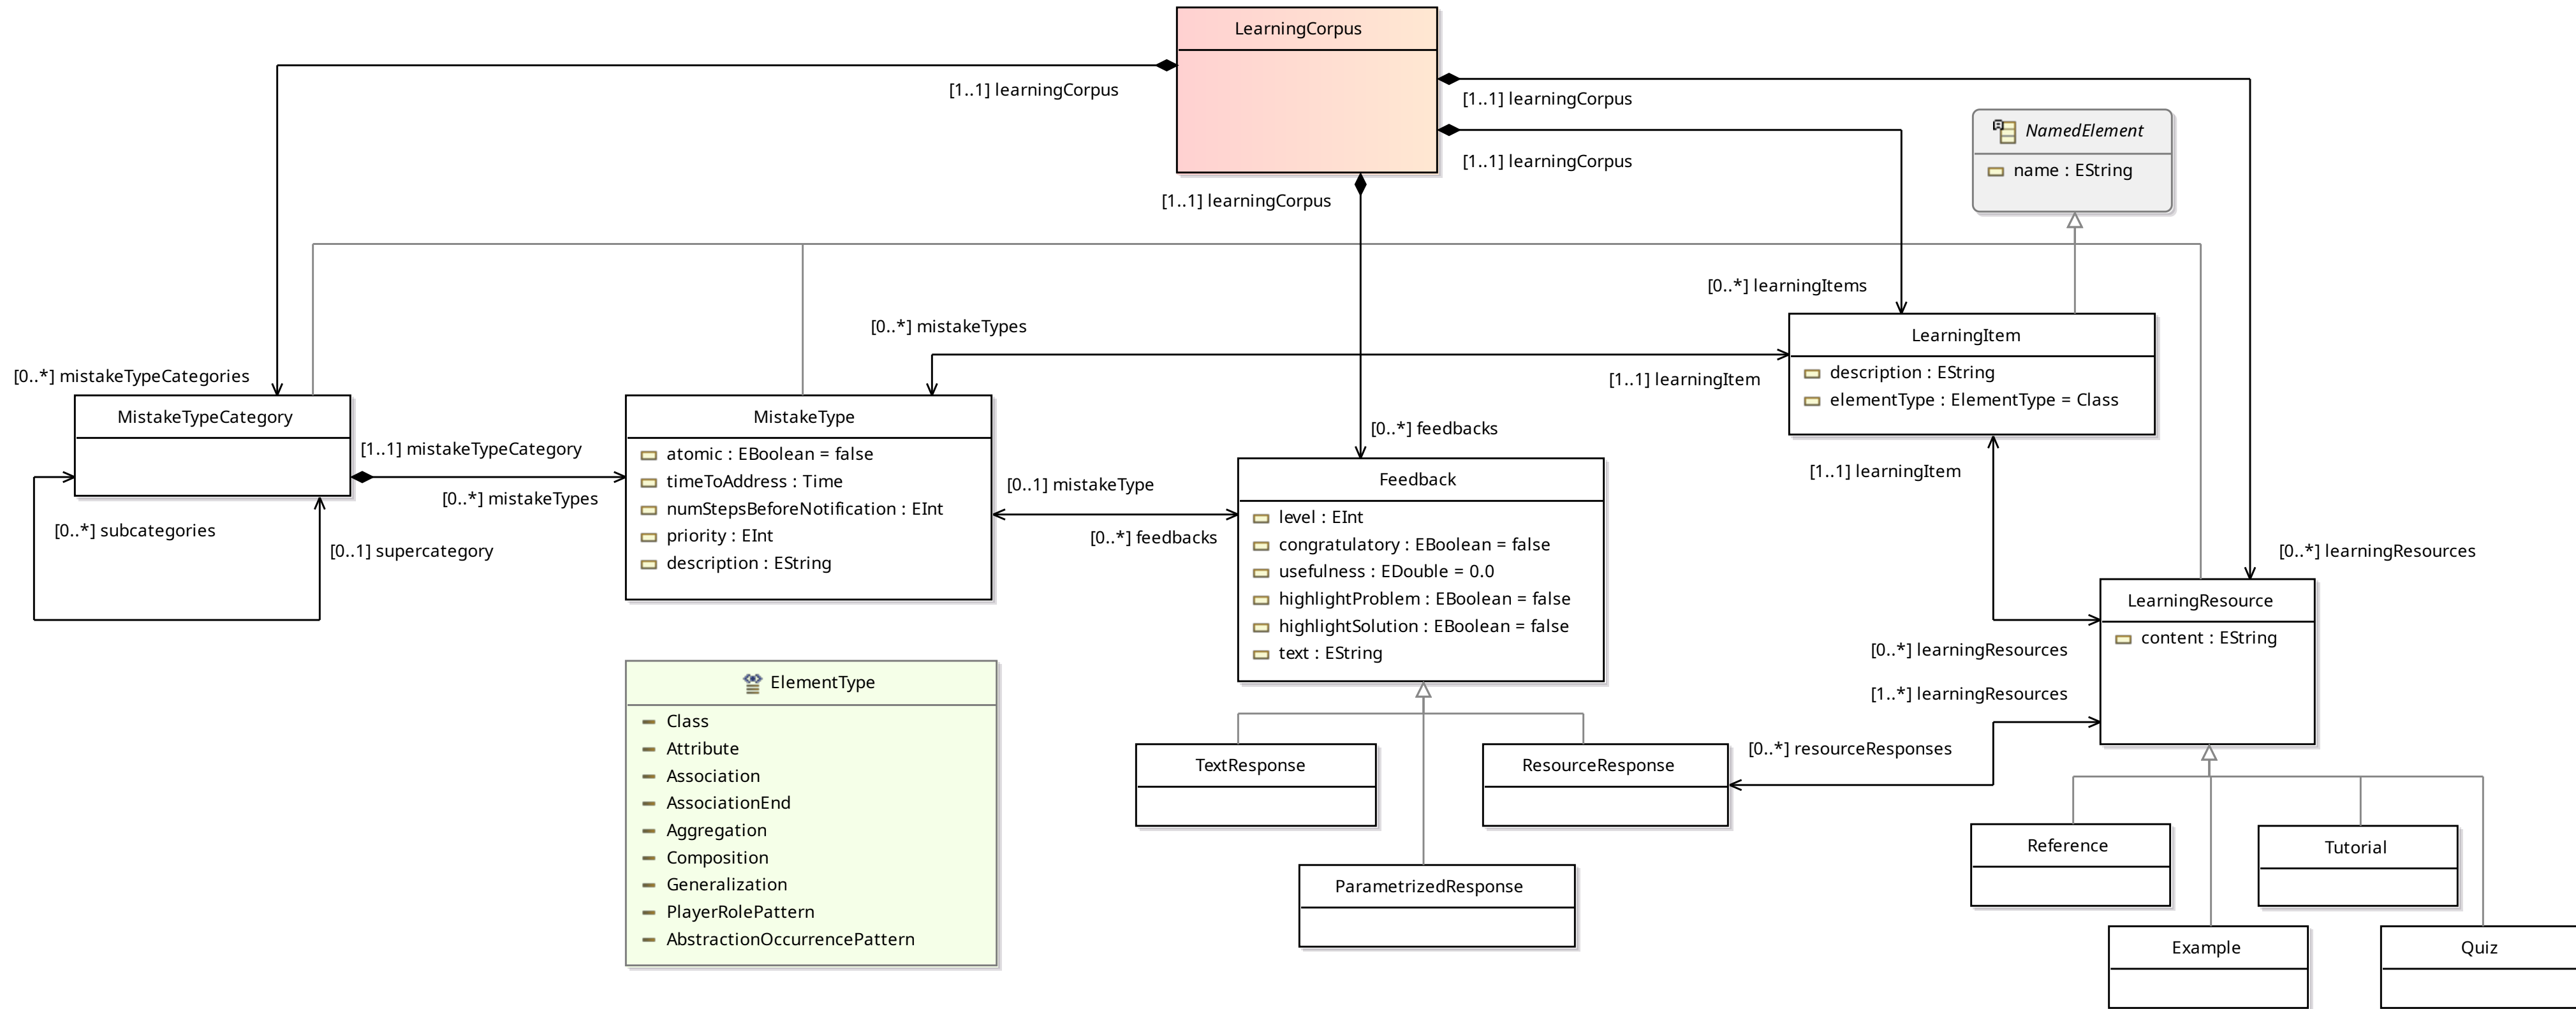 LearningCorpus
[1..1] learningCorpus
[1..1] learningCorpus
[1..1] learningCorpus
[1..1] learningCorpus
NamedElement
name : EString
[0..*] learningItems
[0..*] mistakeTypes
[1..1] learningItem
LearningItem
description : EString
elementType : ElementType = Class
[0..*] mistakeTypeCategories
MistakeTypeCategory
[1..1] mistakeTypeCategory
[0..*] mistakeTypes
[0..*] subcategories
[0..1] supercategory
MistakeType
atomic : EBoolean = false
timeToAddress : Time
numStepsBeforeNotification : EInt
priority : EInt
description : EString
[0..1] mistakeType
[0..*] feedbacks
[0..*] feedbacks
Feedback
level : EInt
congratulatory : EBoolean = false
usefulness : EDouble = 0.0
highlightProblem : EBoolean = false
highlightSolution : EBoolean = false
text : EString
[1..1] learningItem
[0..*] learningResources
LearningResource
content : EString
[0..*] learningResources
[1..*] learningResources
[0..*] resourceResponses
ElementType
Class
Attribute
Association
AssociationEnd
Aggregation
Composition
Generalization
PlayerRolePattern
AbstractionOccurrencePattern
TextResponse
ResourceResponse
ParametrizedResponse
Reference
Tutorial
Example
Quiz